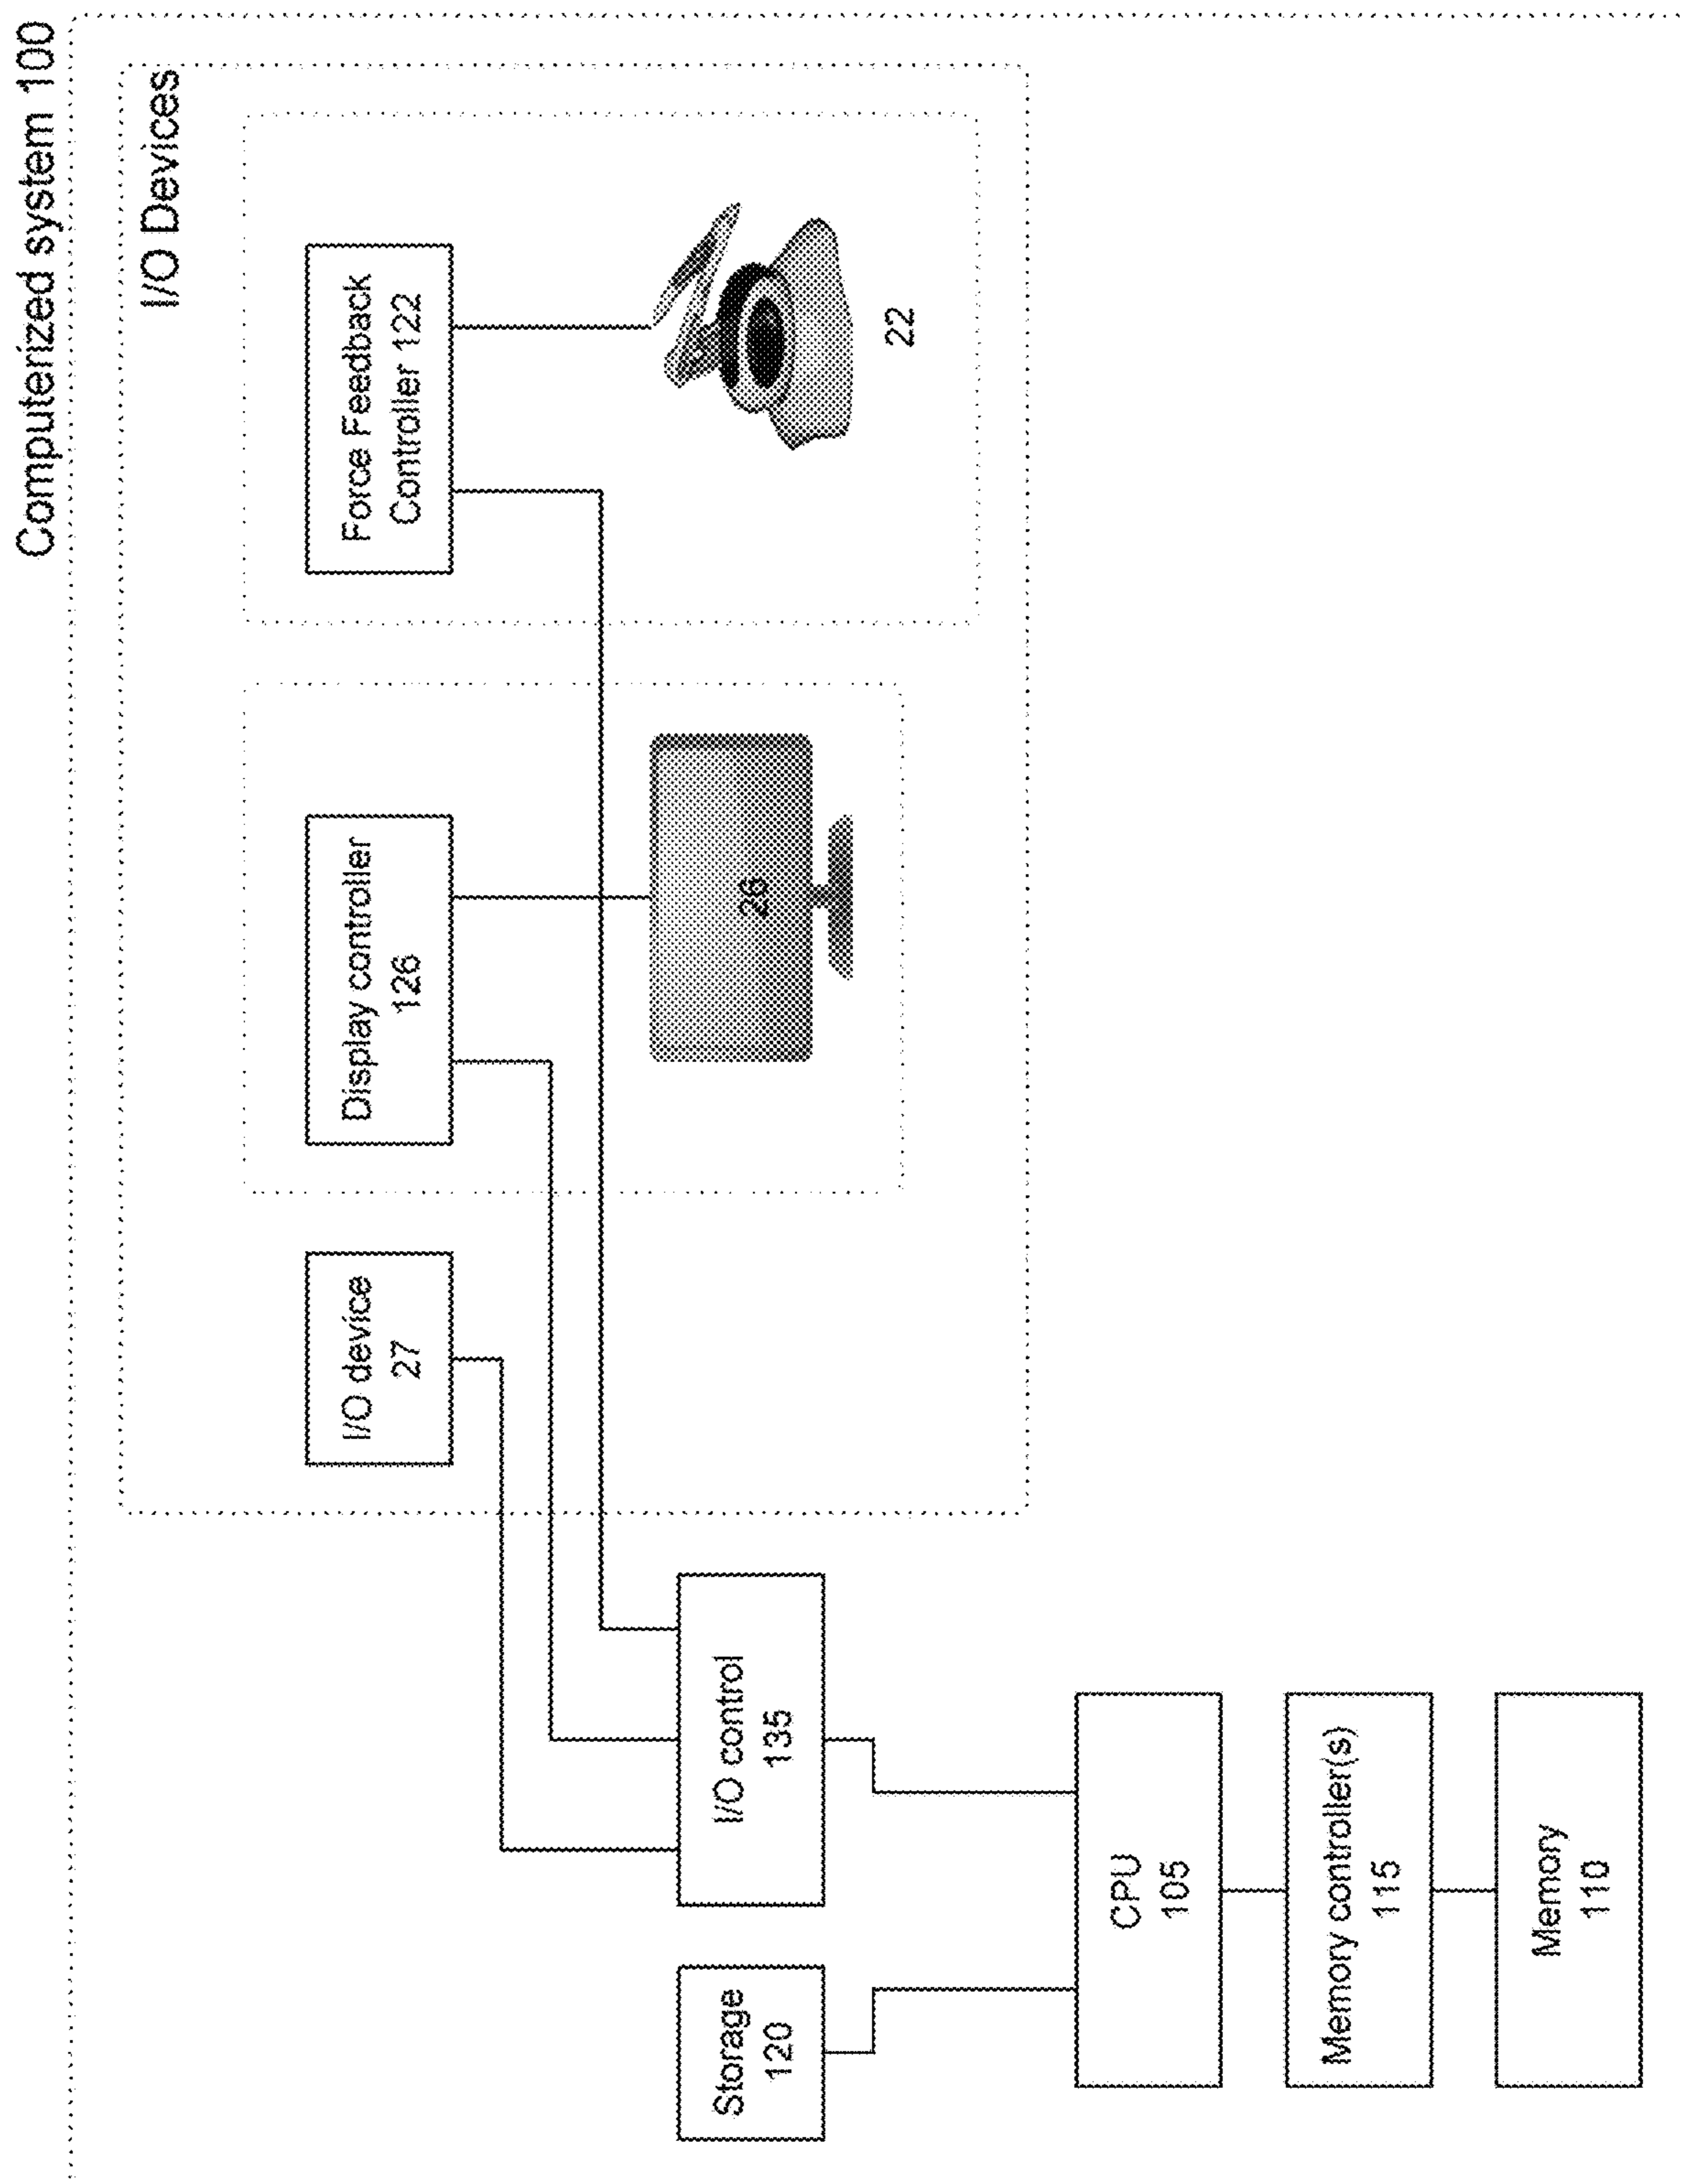 Computerized system 100
I/O Devices
I/O device
27
Display controller
126
Force Feedback
Controller 122
26
22
Storage
120
I/O control
135
CPU
105
Memory controller(s)
115
Memory
110